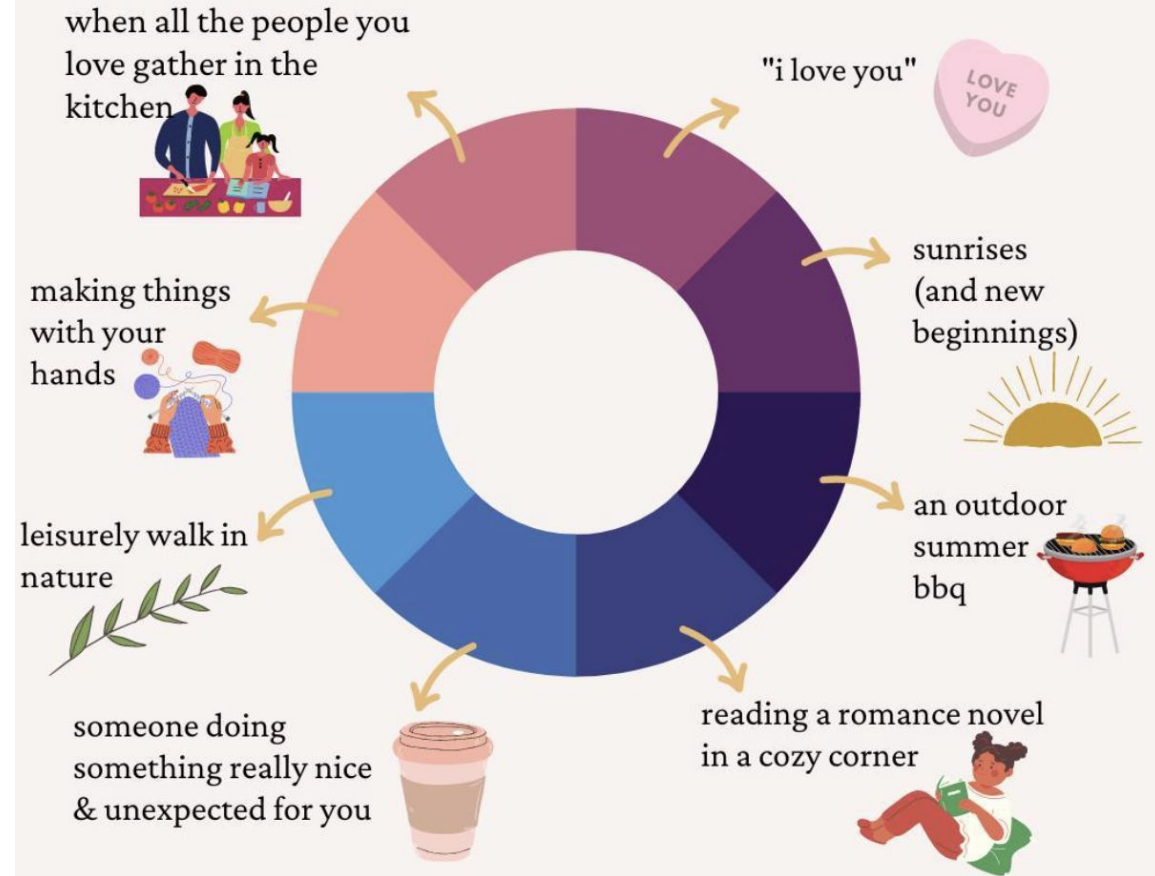 when all the people you
love gather in the
kitchen
"i love you"
LOVE
YOU
sunrises
(and new
beginnings)
making things
with your
hands
an outdoor
summer
bbq
leisurely walk in
nature
reading a romance novel
in a cozy corner
someone doing
something really nice
& unexpected for you